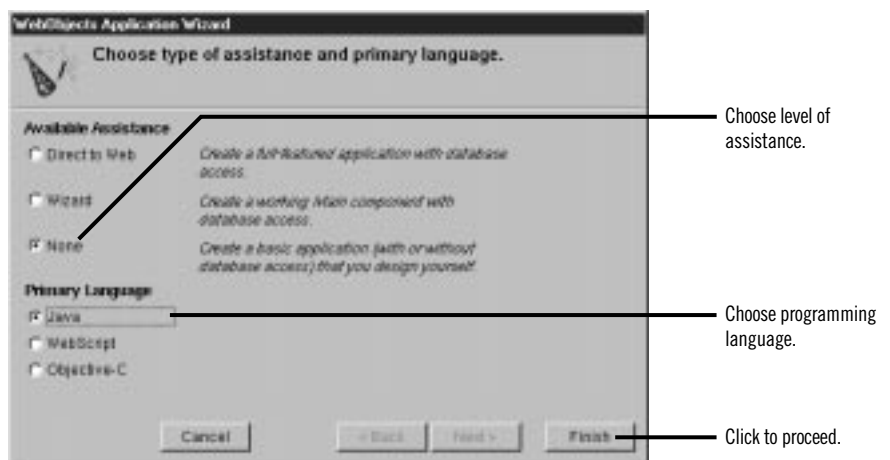 WebObjects Application Wizard
Choose type of assistance and primary language.
Available Assistance
Direct to Web
Create a full-featured application with database
access.
Wizard
Create a working Main component with
database access.
None
Create a basic application (with or without
database access) that you design yourself.
Primary Language
Java
WebScript
Objective-C
Cancel
< Back
Next >
Finish
Choose level of
assistance.
Choose programming
language.
Click to proceed.